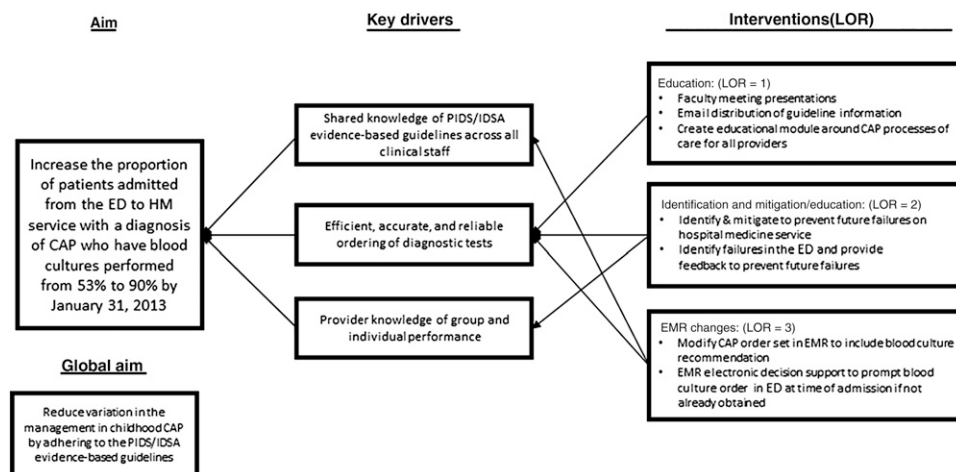 Aim
Increase the proportion
of patients admitted
from the ED to HM
service with a diagnosis
of CAP who have blood
cultures performed
from 53% to 90% by
January 31, 2013
Global aim
Reduce variation in the
management in childhood CAP
by adhering to the PIDS/IDSA
evidence-based guidelines
Key drivers
Shared knowledge of PIDS/IDSA
evidence-based guidelines across all
clinical staff
Efficient, accurate, and reliable
ordering of diagnostic tests
Provider knowledge of group and
individual performance
Interventions(LOR)
Education: (LOR = 1)
• Faculty meeting presentations
• Email distribution of guideline information
• Create educational module around CAP processes of
care for all providers
Identification and mitigation/education: (LOR = 2)
• Identify & mitigate to prevent future failures on
hospital medicine service
• Identify failures in the ED and provide
feedback to prevent future failures
EMR changes: (LOR = 3)
• Modify CAP order set in EMR to include blood culture
recommendation
• EMR electronic decision support to prompt blood
culture order in ED at time of admission if not
already obtained